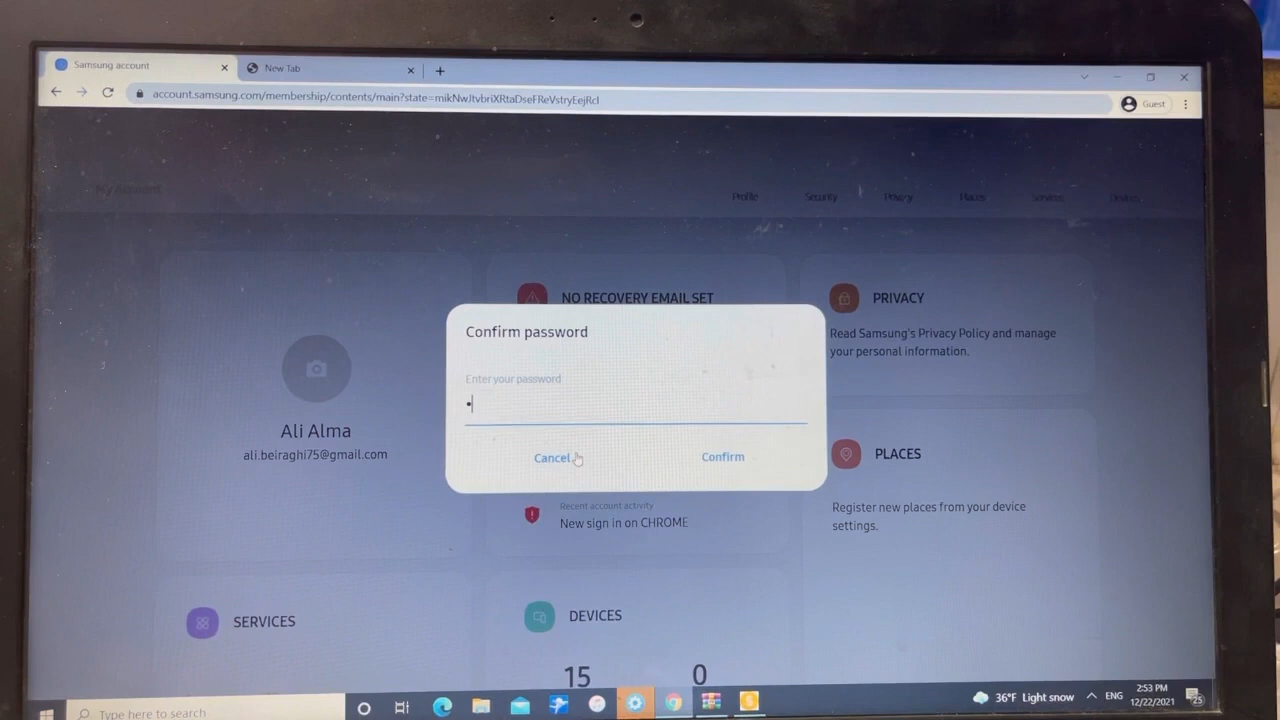 Samsung account
New Tab
account.samsung.com/membership/contents/main?state=mikNwJtvbriXRtaDseFReVstryEejRcl
Guest
My Account
Profile
Security
Privacy
Places
Services
Devices
NO RECOVERY EMAIL SET
PRIVACY
Read Samsung's Privacy Policy and manage
your personal information.
Confirm password
Enter your password
Cancel
Confirm
Ali Alma
ali.beiraghi75@gmail.com
PLACES
Register new places from your device
settings.
Recent account activity
New sign in on CHROME
SERVICES
DEVICES
15
0
Type here to search
36°F Light snow
ENG
2:53 PM
12/22/2021
25